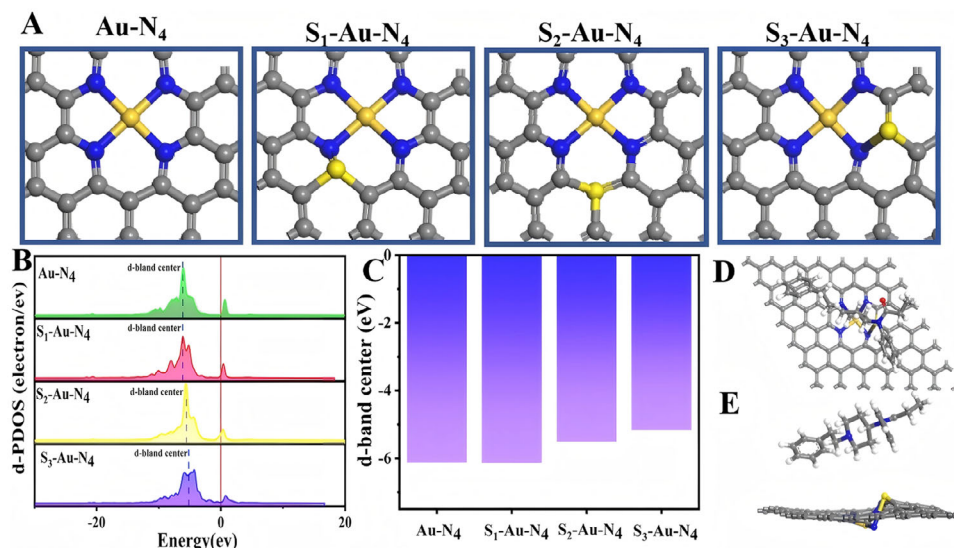 A
Au-N₄
S₁-Au-N₄
S₂-Au-N₄
S₃-Au-N₄
B
d-PDOS (electron/ev)
Au-N₄
d-bland center
S₁-Au-N₄
d-bland center
S₂-Au-N₄
d-bland center
S₃-Au-N₄
d-bland center
-20
0
20
Energy(ev)
C
d-band center (eV)
0
-2
-4
-6
Au-N₄
S₁-Au-N₄
S₂-Au-N₄
S₃-Au-N₄
D
E